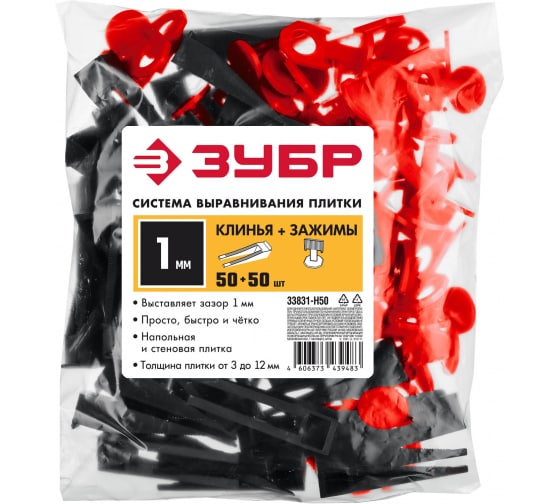 ЗУБР
СИСТЕМА ВЫРАВНИВАНИЯ ПЛИТКИ
1 мм
КЛИНЬЯ + ЗАЖИМЫ
50+50 шт
• Выставляет зазор 1 мм
• Просто, быстро и чётко
• Напольная
и стеновая плитка
• Толщина плитки от 3 до 12 мм
33831-H50
4 606373 439483